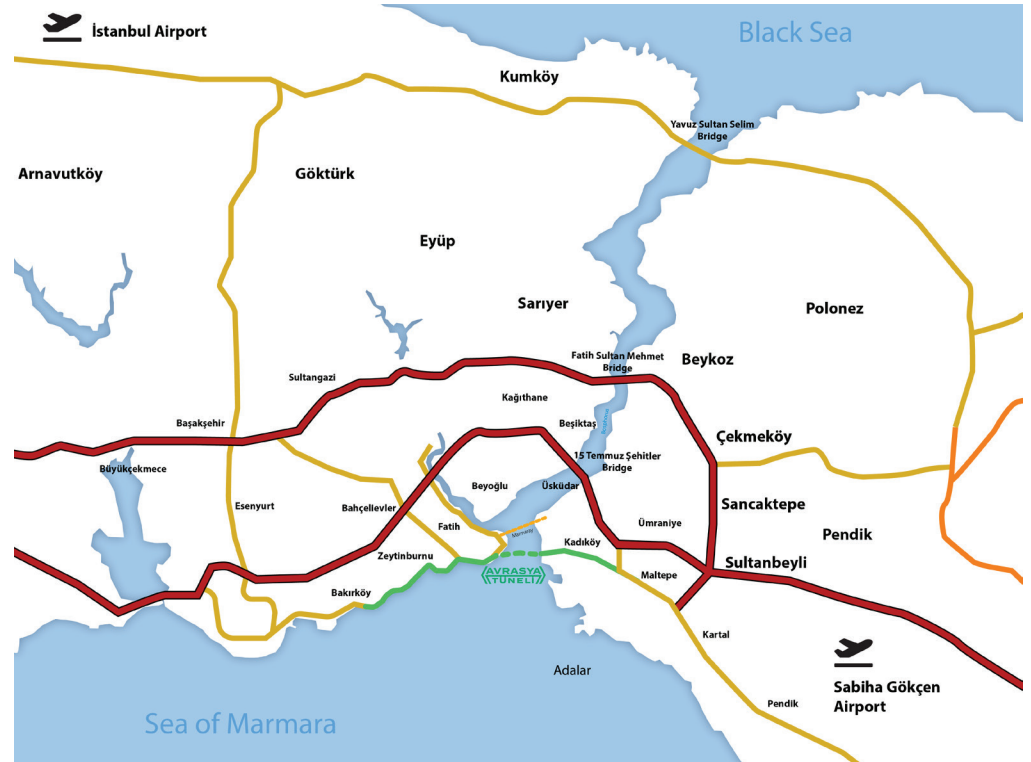 İstanbul Airport
Black Sea
Kumköy
Yavuz Sultan Selim
Bridge
Arnavutköy
Göktürk
Eyüp
Sarıyer
Polonez
Fatih Sultan Mehmet
Bridge
Beykoz
Sultangazi
Kağıthane
Başakşehir
Beşiktaş
Çekmeköy
15 Temmuz Şehitler
Bridge
Büyükçekmece
Beyoğlu
Üsküdar
Esenyurt
Bahçelievler
Sancaktepe
Fatih
Ümraniye
Marmaray
Pendik
Zeytinburnu
Kadıköy
Sultanbeyli
AVRASYA
TÜNELİ
Maltepe
Bakırköy
Kartal
Adalar
Sabiha Gökçen
Airport
Pendik
Sea of Marmara